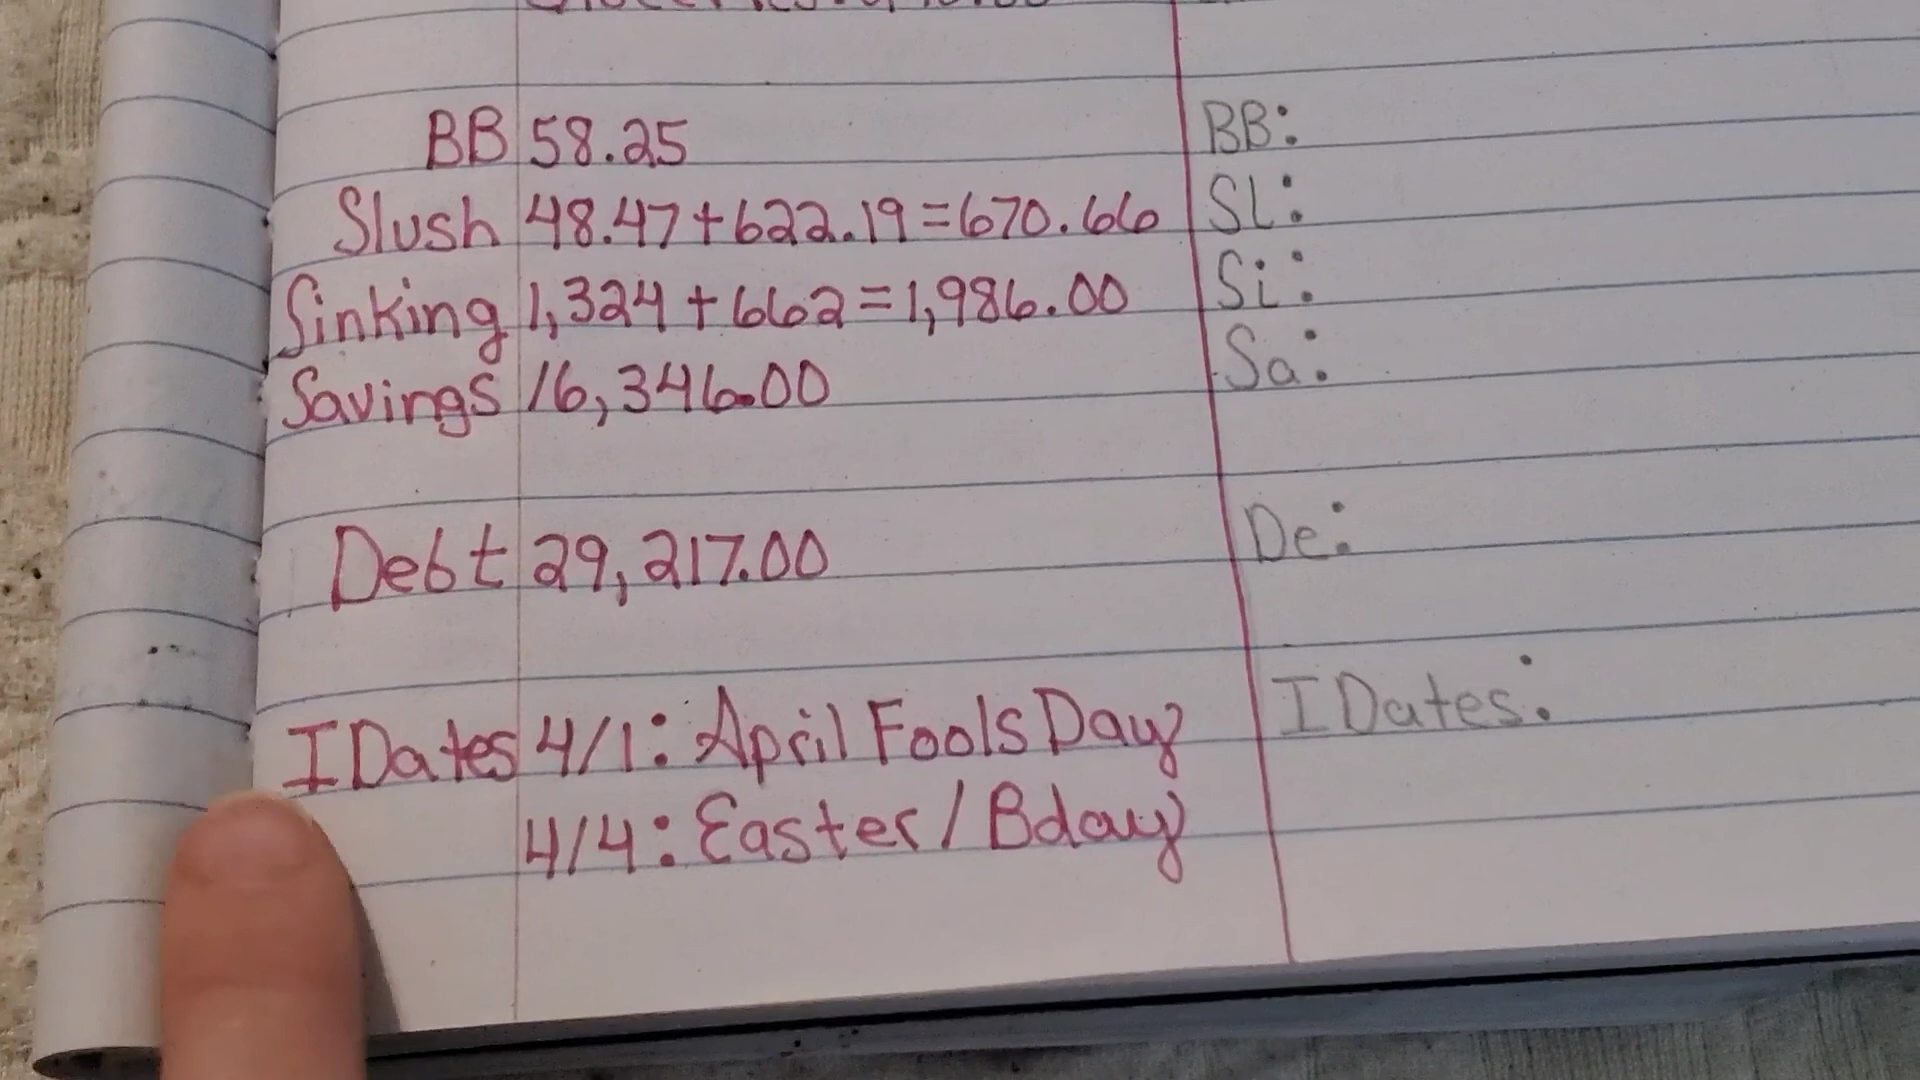 BB 58.25
Slush 48.47+622.19=670.66
Sinking 1,324+662=1,986.00
Savings 16,346.00
Debt 29,217.00
IDates 4/1: April Fools Day
4/4: Easter/Bday
BB:
Sl:
Si:
Sa:
De:
IDates: